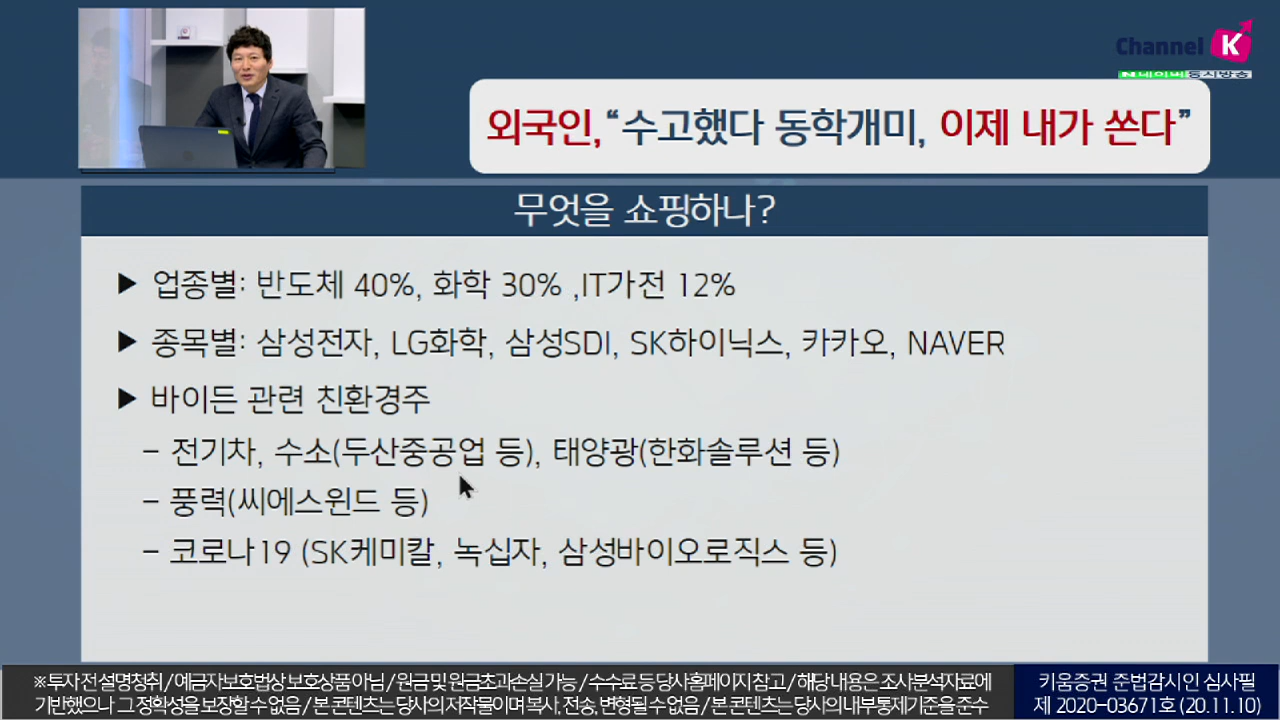 Channel K
N 네이버 동시방송
외국인, “수고했다 동학개미, 이제 내가 쏜다”
무엇을 쇼핑하나?
▶ 업종별: 반도체 40%, 화학 30% ,IT가전 12%
▶ 종목별: 삼성전자, LG화학, 삼성SDI, SK하이닉스, 카카오, NAVER
▶ 바이든 관련 친환경주
– 전기차, 수소(두산중공업 등), 태양광(한화솔루션 등)
– 풍력(씨에스윈드 등)
– 코로나19 (SK케미칼, 녹십자, 삼성바이오로직스 등)
※ 투자 전 설명청취 / 예금자보호법상 보호상품 아님 / 원금 및 원금초과손실 가능 / 수수료 등 당사홈페이지 참고 / 해당 내용은 조사분석자료에
기반했으나 그 정확성을 보장할 수 없음 / 본 콘텐츠는 당사의 저작물이며 복사, 전송, 변형될 수 없음 / 본 콘텐츠는 당사의 내부통제기준을 준수
키움증권 준법감시인 심사필
제 2020-03671호 (20.11.10)